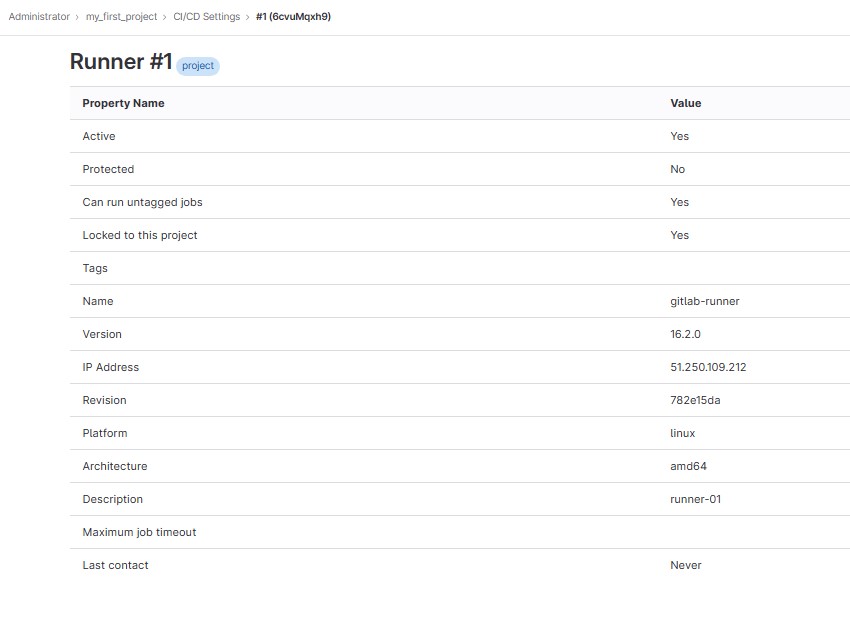 Administrator › my_first_project › CI/CD Settings › #1 (6cvuMqxh9)
Runner #1 project
Property Name Value
Active Yes
Protected No
Can run untagged jobs Yes
Locked to this project Yes
Tags
Name gitlab-runner
Version 16.2.0
IP Address 51.250.109.212
Revision 782e15da
Platform linux
Architecture amd64
Description runner-01
Maximum job timeout
Last contact Never